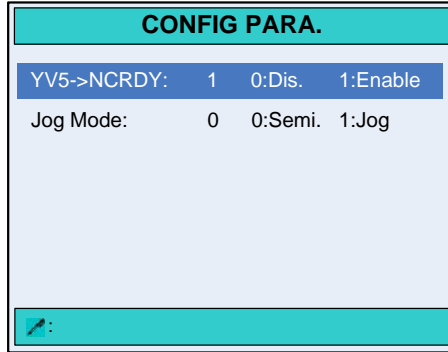 CONFIG PARA.
YV5->NCRDY: 1 0:Dis. 1:Enable
Jog Mode: 0 0:Semi. 1:Jog
: